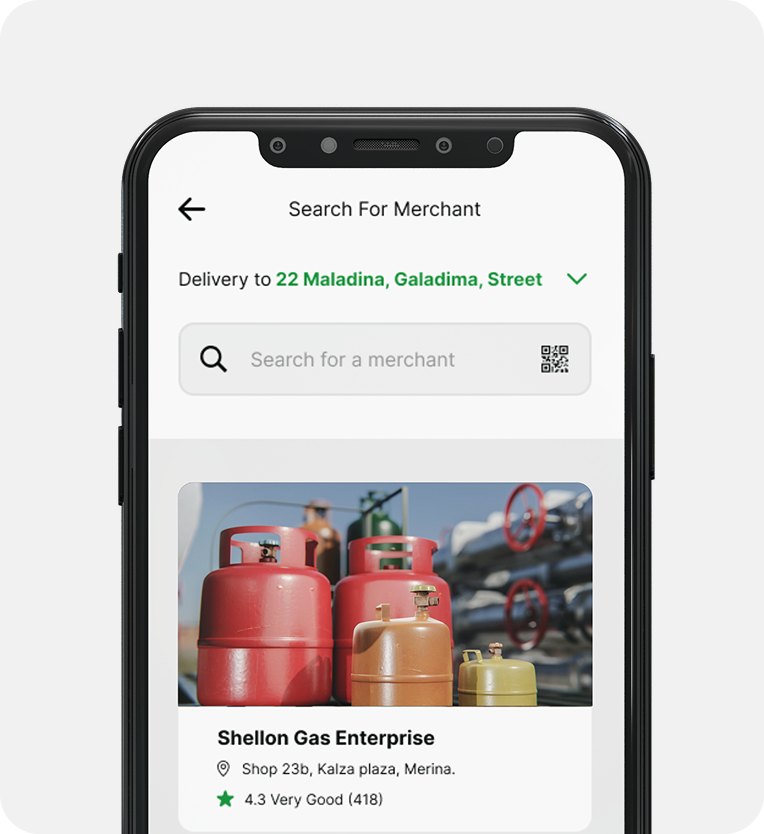 Search For Merchant
Delivery to 22 Maladina, Galadima, Street
Search for a merchant
Shellon Gas Enterprise
Shop 23b, Kalza plaza, Merina.
4.3 Very Good (418)